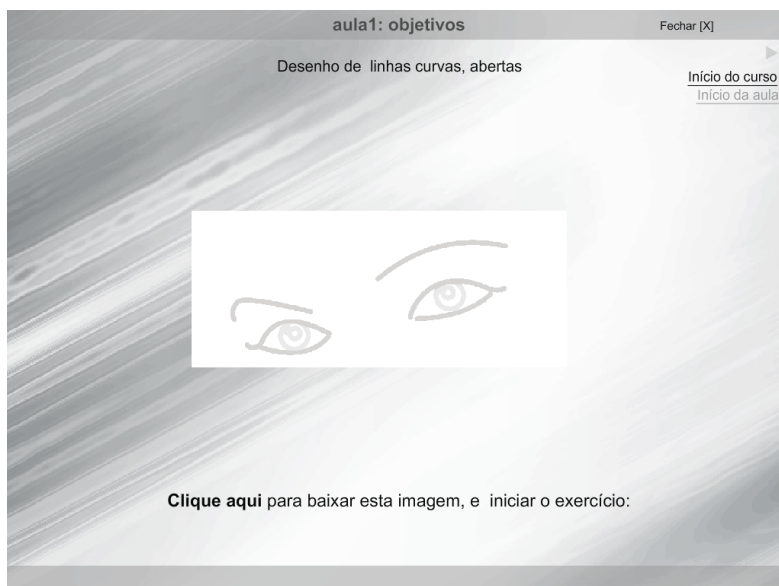 aula1: objetivos
Fechar [X]
Desenho de linhas curvas, abertas
Início do curso
Início da aula
Clique aqui para baixar esta imagem, e iniciar o exercício: